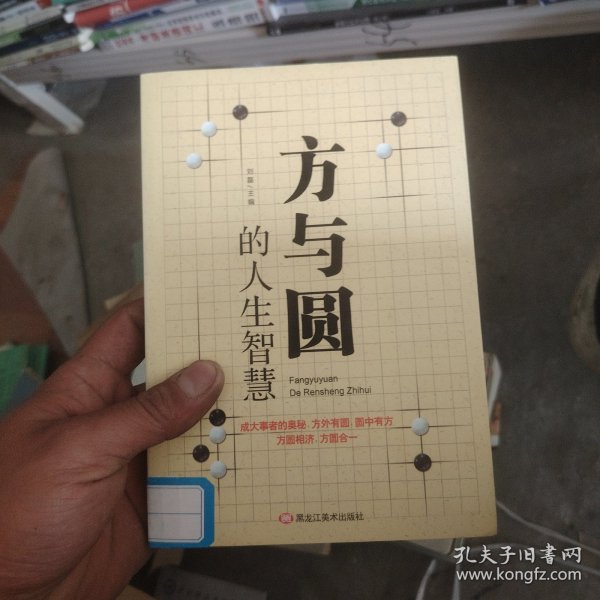 方与圆
的人生智慧
刘磊/主编
Fangyuyuan
De Rensheng Zhihui
成大事者的奥秘,方外有圆,圆中有方
方圆相济,方圆合一
黑龙江美术出版社
孔夫子旧书网
www.kongfz.com